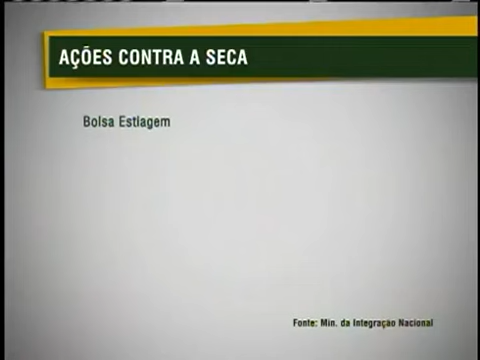 AÇÕES CONTRA A SECA
Bolsa Estiagem
Fonte: Min. da Integração Nacional